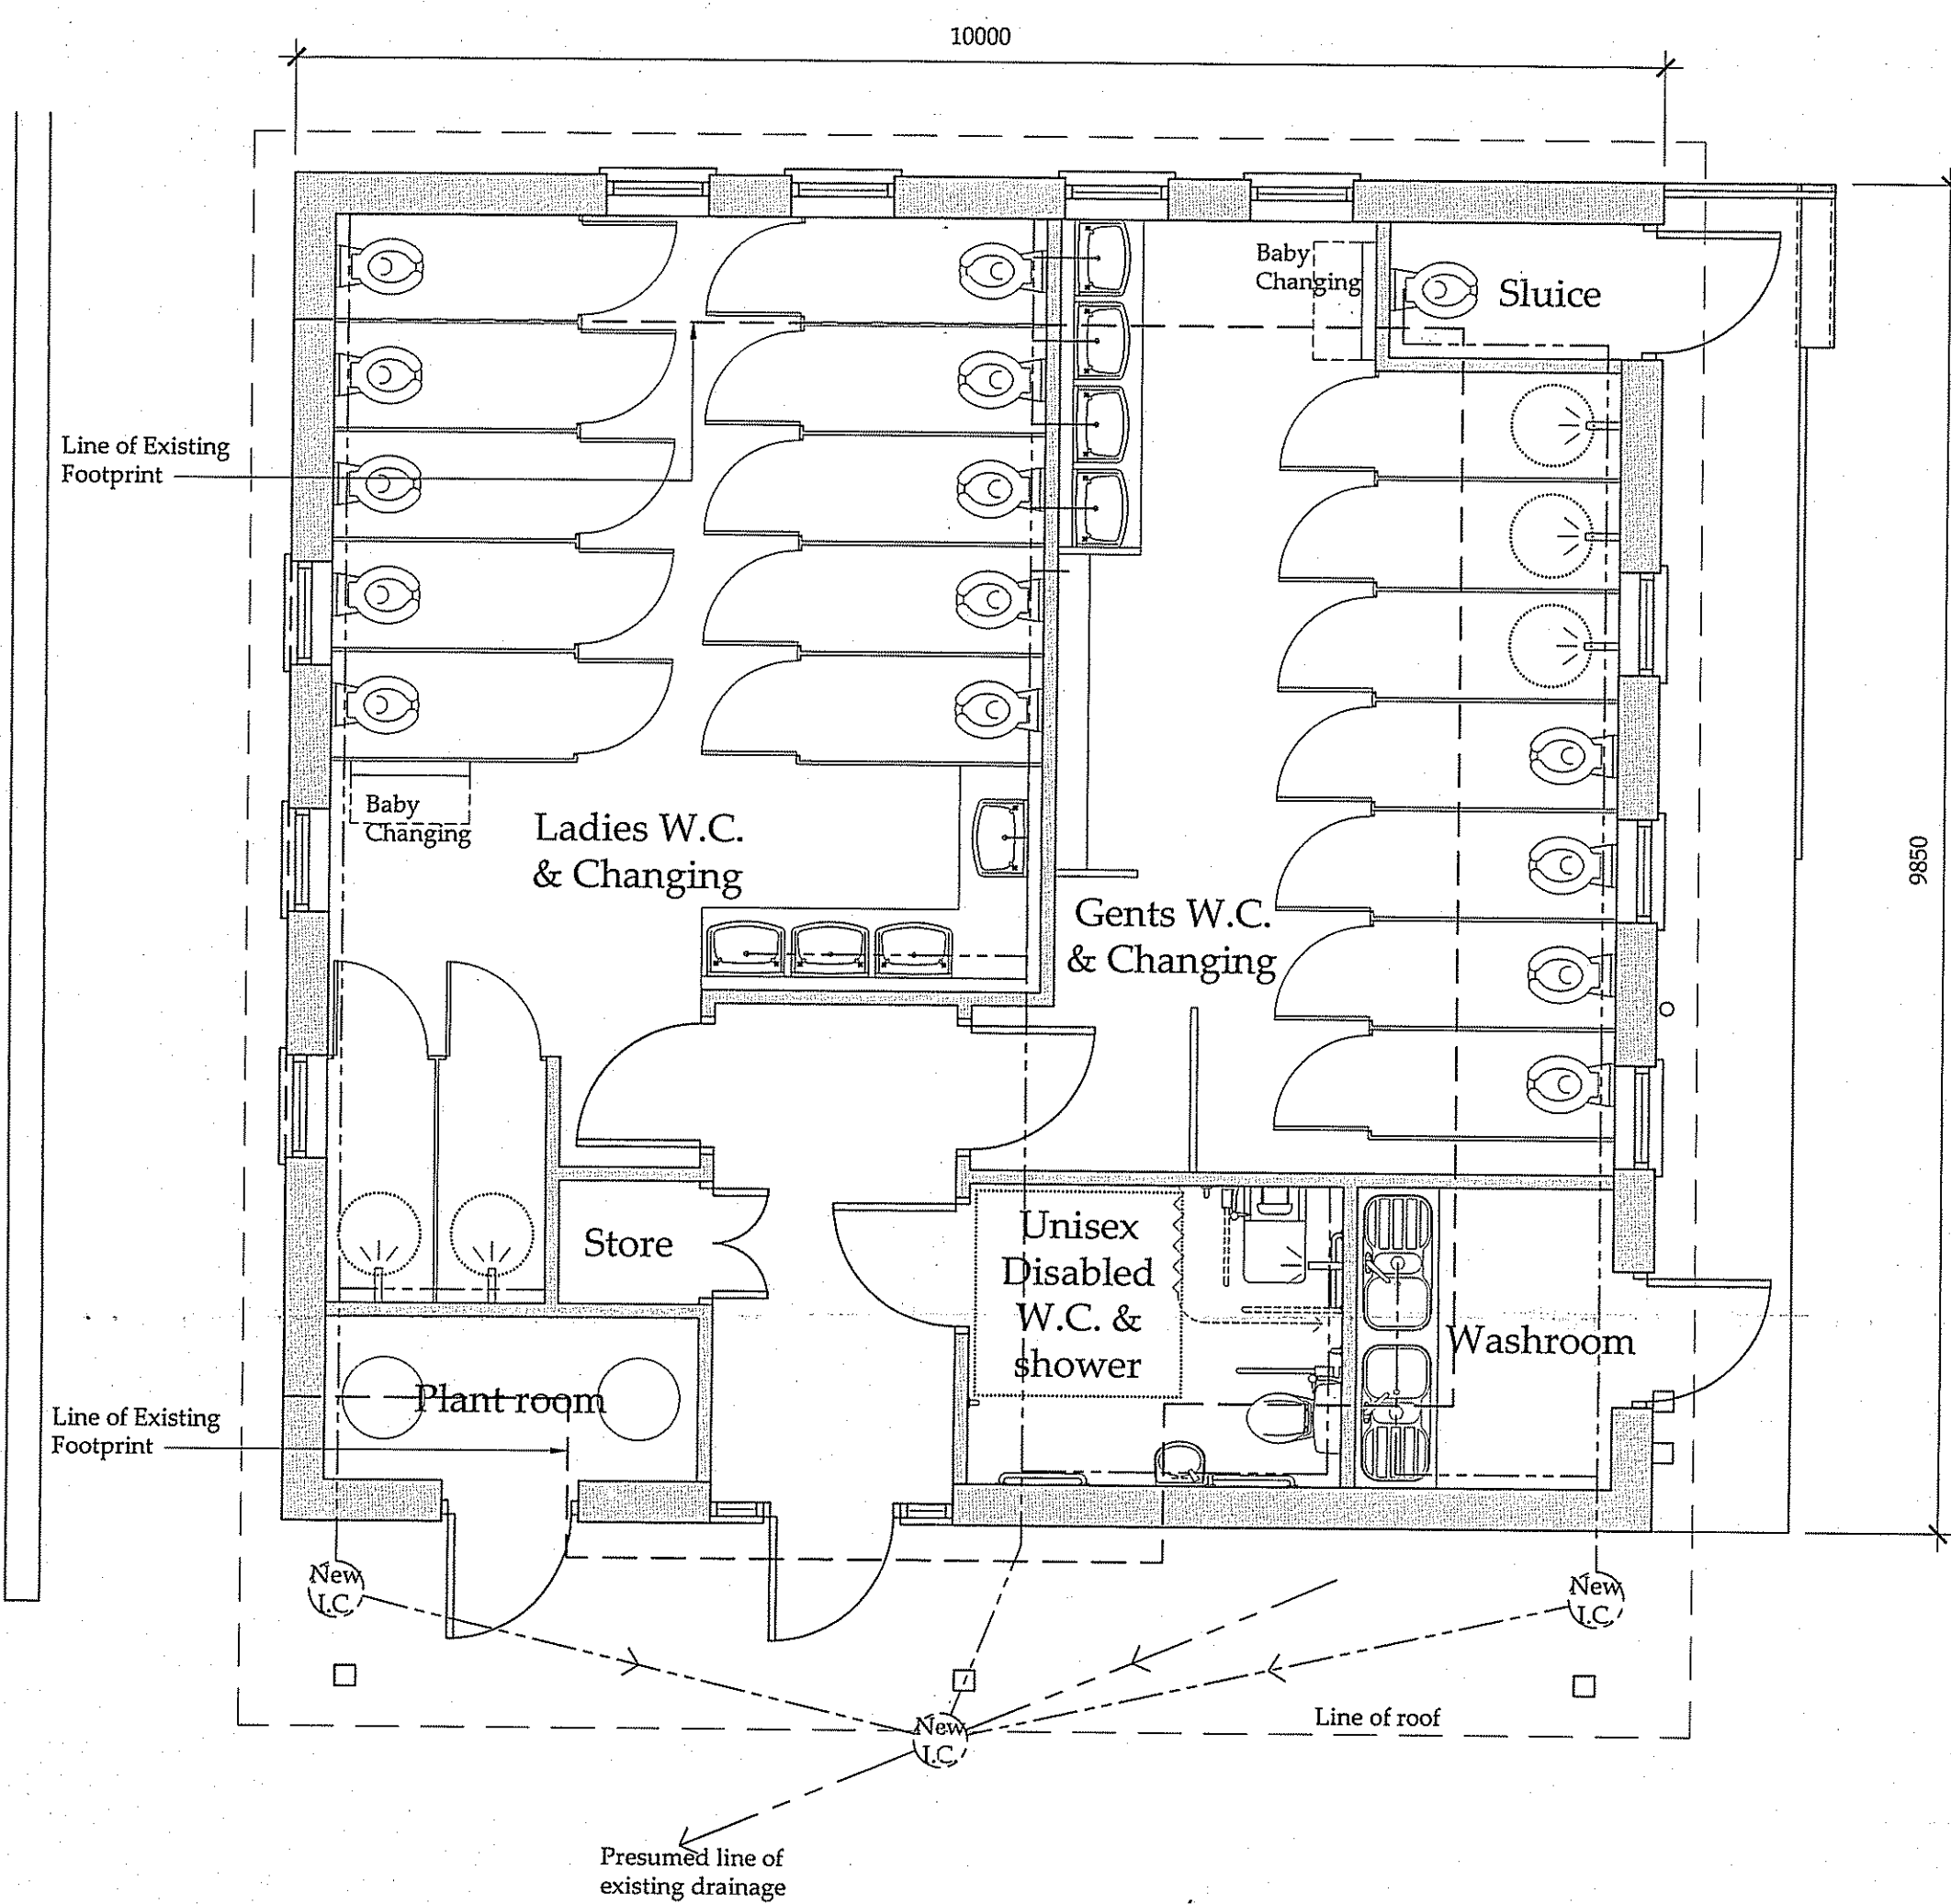 10000
Baby
Changing
Sluice
Line of Existing
Footprint
Baby
Changing
Ladies W.C.
& Changing
9850
Gents W.C.
& Changing
Store
Unisex
Disabled
W.C. &
shower
Washroom
Plant room
Line of Existing
Footprint
New
I.C.
New
I.C.
Line of roof
New
I.C.
Presumed line of
existing drainage